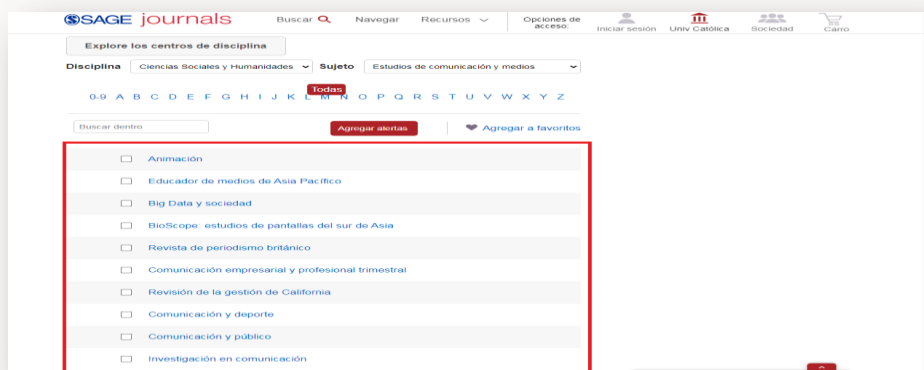 SAGE journals Buscar Navegar Recursos Opciones de acceso: Iniciar sesión Univ Católica Sociedad Carro
Explore los centros de disciplina
Disciplina Ciencias Sociales y Humanidades Sujeto Estudios de comunicación y medios
Todas
0-9 A B C D E F G H I J K L M N O P Q R S T U V W X Y Z
Buscar dentro Agregar alertas Agregar a favoritos
Animación
Educador de medios de Asia Pacífico
Big Data y sociedad
BioScope: estudios de pantallas del sur de Asia
Revista de periodismo británico
Comunicación empresarial y profesional trimestral
Revisión de la gestión de California
Comunicación y deporte
Comunicación y público
Investigación en comunicación